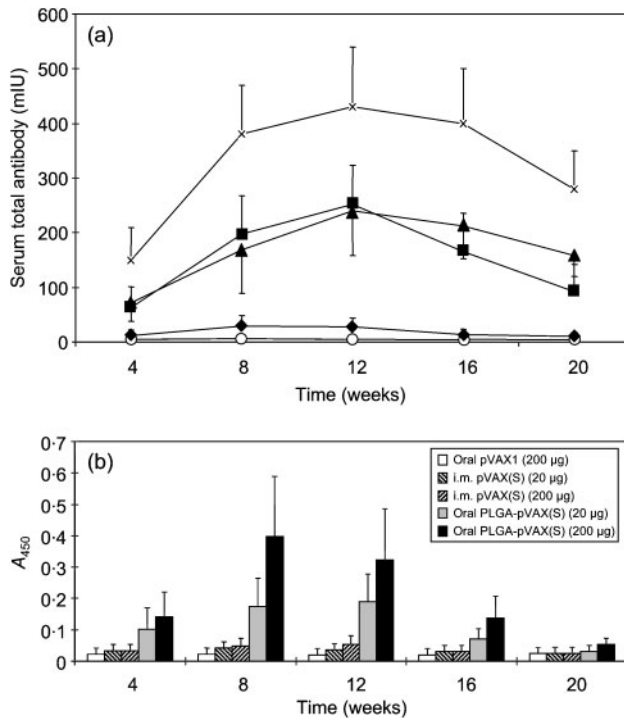 (a)
Serum total antibody (mIU)
600
500
400
300
200
100
0
4 8 12 16 20
Time (weeks)
(b)
A450
0·7
0·6
0·5
0·4
0·3
0·2
0·1
0
Oral pVAX1 (200 µg)
i.m. pVAX(S) (20 µg)
i.m. pVAX(S) (200 µg)
Oral PLGA-pVAX(S) (20 µg)
Oral PLGA-pVAX(S) (200 µg)
4 8 12 16 20
Time (weeks)